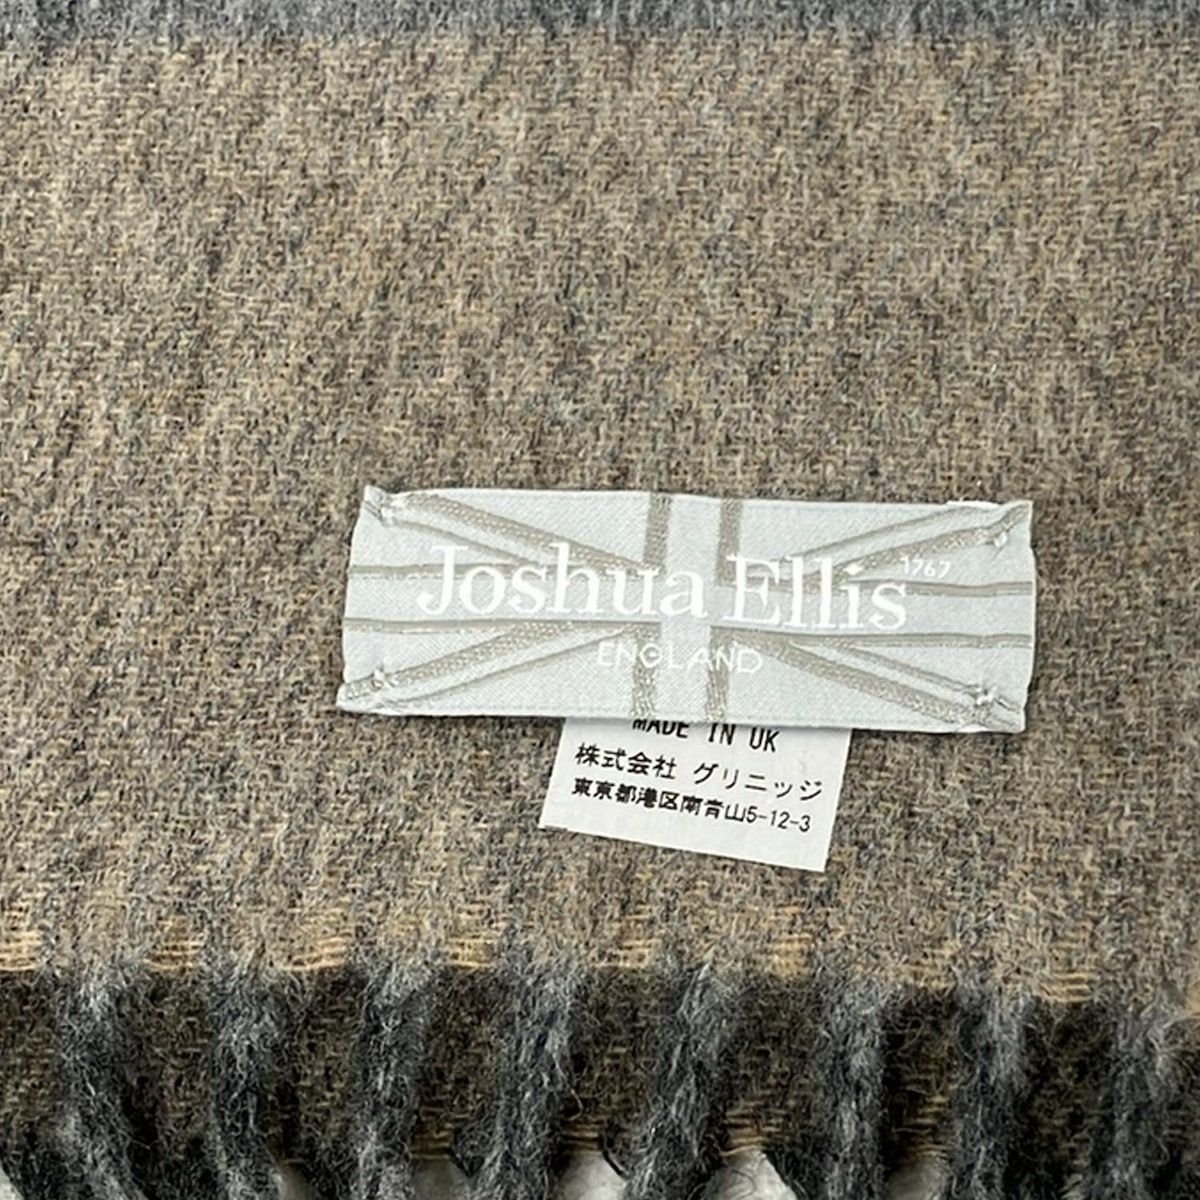 Joshua Ellis 1767
ENGLAND
MADE IN UK
株式会社 グリニッジ
東京都港区南青山5-12-3